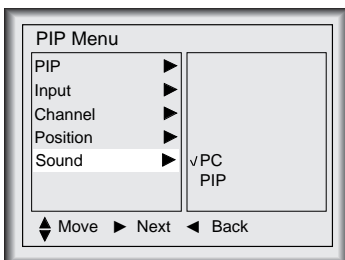 PIP Menu
PIP ▶
Input ▶
Channel ▶
Position ▶
Sound ▶ √PC
PIP
Move ▶ Next ◀ Back